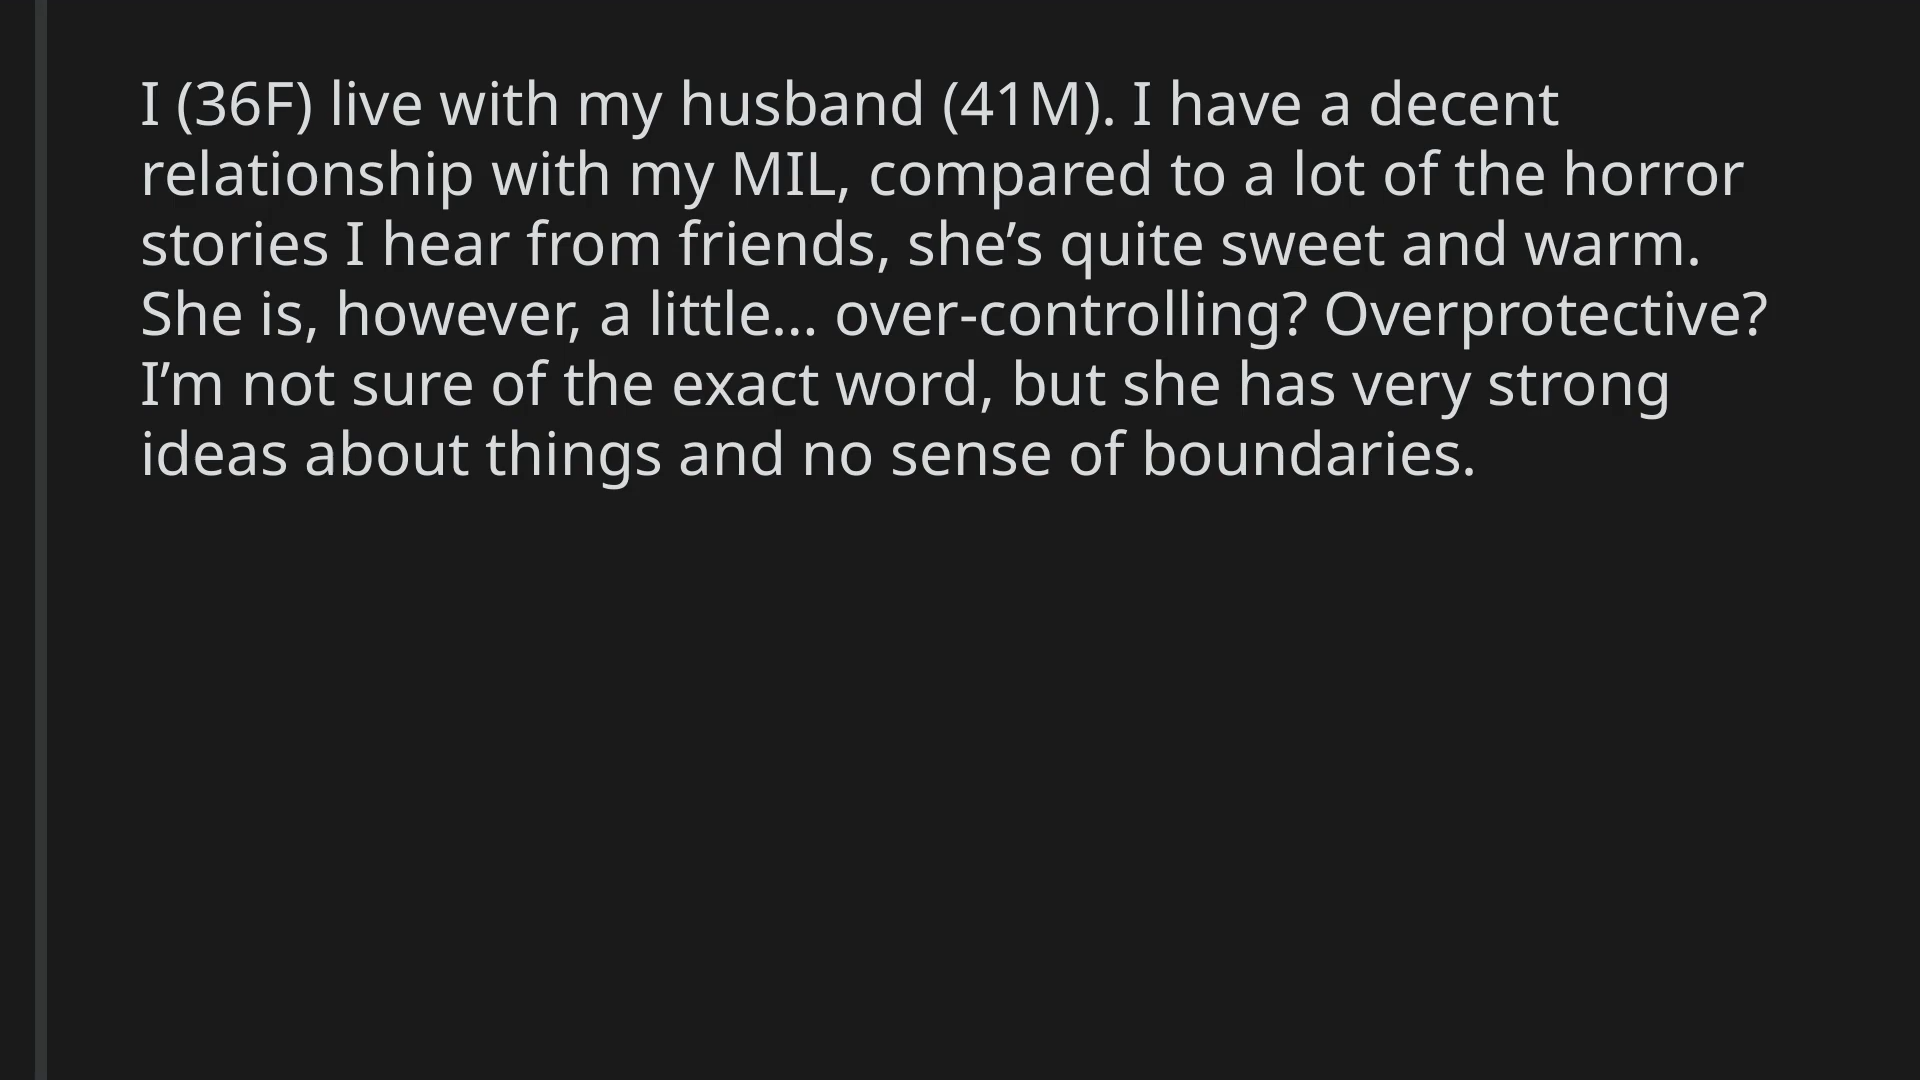 I (36F) live with my husband (41M). I have a decent
relationship with my MIL, compared to a lot of the horror
stories I hear from friends, she’s quite sweet and warm.
She is, however, a little... over-controlling? Overprotective?
I’m not sure of the exact word, but she has very strong
ideas about things and no sense of boundaries.